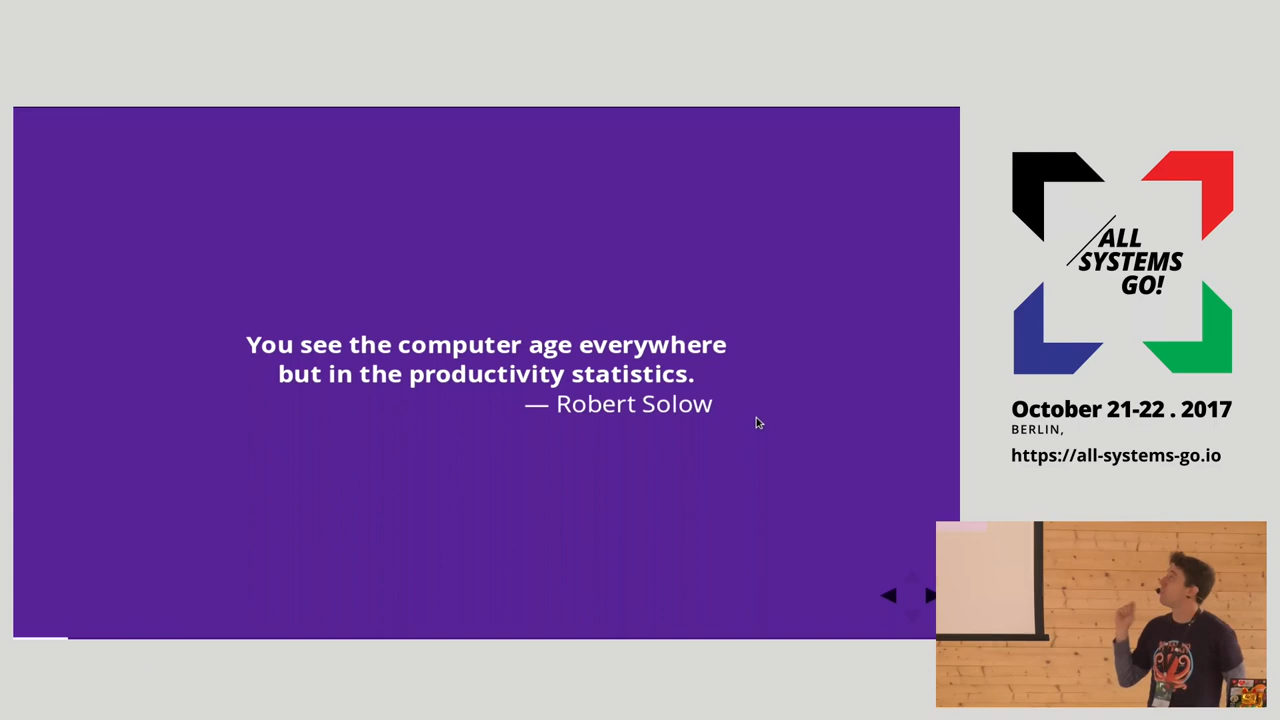 You see the computer age everywhere
but in the productivity statistics.
— Robert Solow
ALL
SYSTEMS
GO!
October 21-22 . 2017
BERLIN,
https://all-systems-go.io